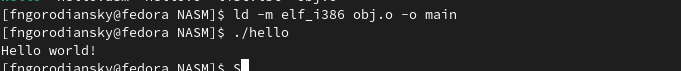 [fngorodiansky@fedora NASM]$ ld -m elf_i386 obj.o -o main
[fngorodiansky@fedora NASM]$ ./hello
Hello world!
[fngorodiansky@fedora NASM]$ S